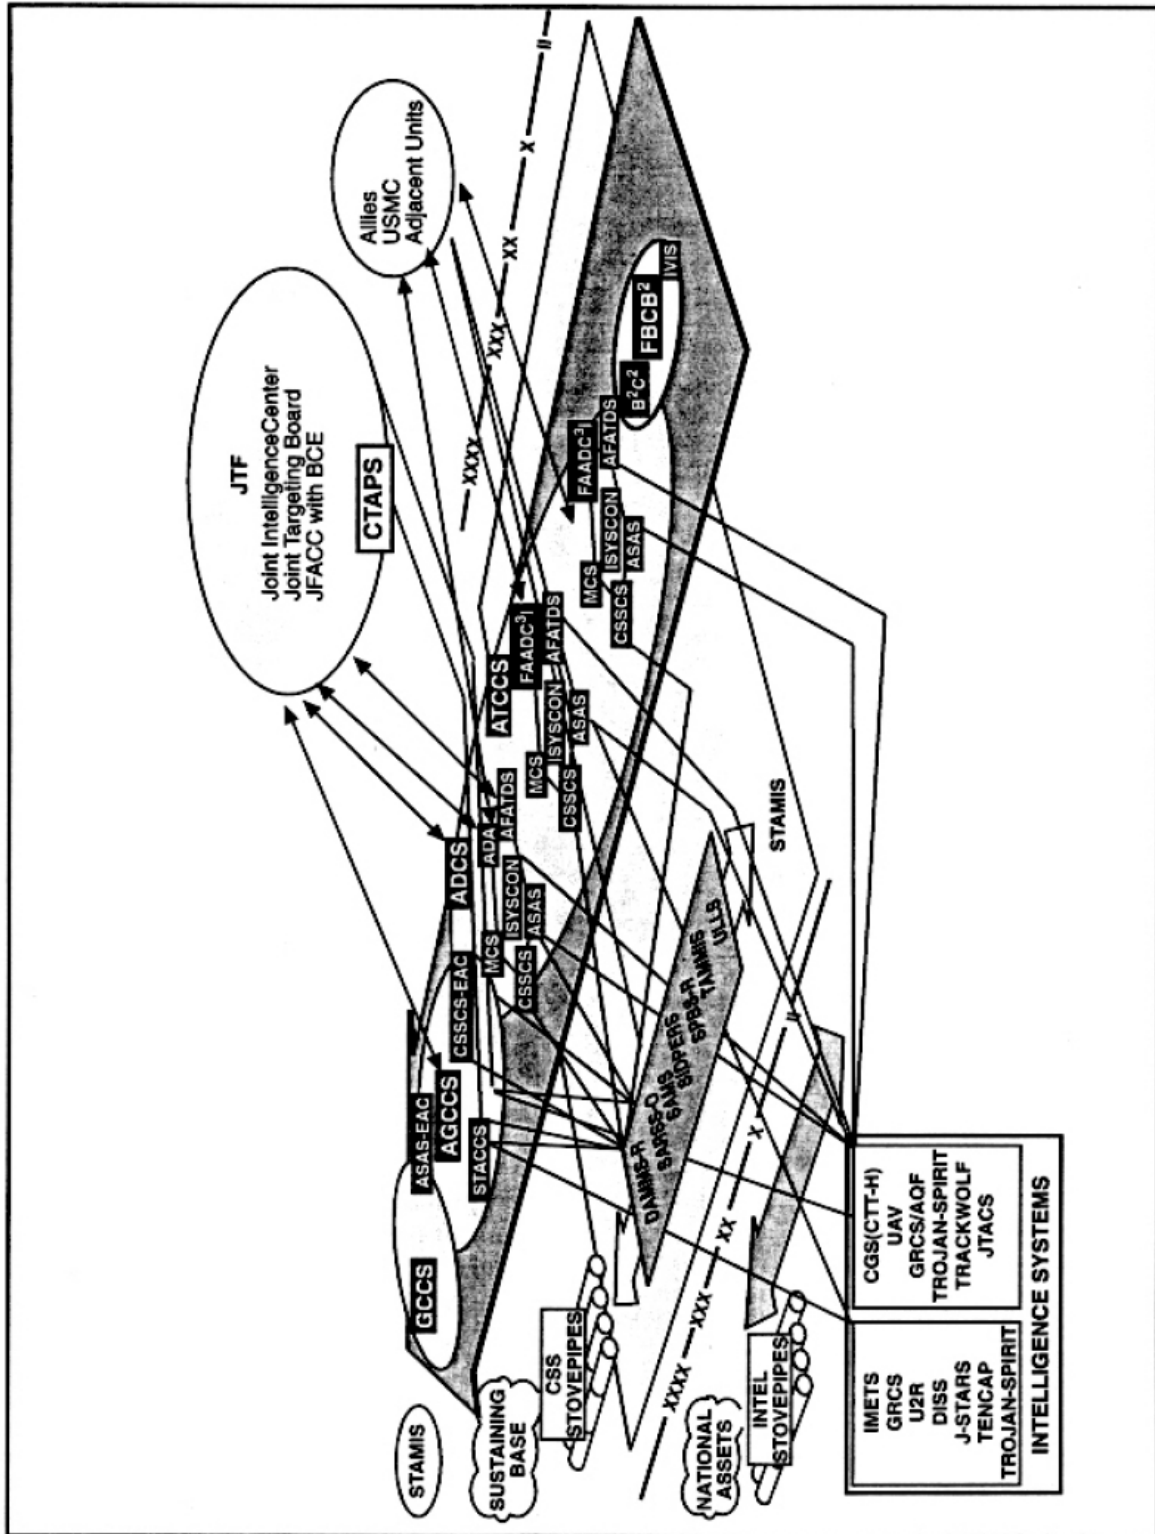 JTF
Joint IntelligenceCenter
Joint Targeting Board
JFACC with BCE
CTAPS
Allies
USMC
Adjacent Units
XXXX
XXX
XX
X
II
STAMIS
GCCS
ASAS-EAC
AGCCS
STACCS
CSSCS-EAC
ADCS
ADA
AFATDS
MCS
ISYSCON
ASAS
CSSCS
ATCCS
FAADC³I
AFATDS
MCS
ISYSCON
ASAS
CSSCS
FAADC³I
AFATDS
MCS
ISYSCON
ASAS
CSSCS
B²C²
FBCB²
IVIS
SUSTAINING
BASE
CSS
STOVEPIPES
DAMMS-R
SARSS-O
SAMS
SIDPERS
SPBS-R
TAMMIS
ULLS
STAMIS
XXXX
XXX
XX
X
II
NATIONAL
ASSETS
INTEL
STOVEPIPES
IMETS
GRCS
U2R
DISS
J-STARS
TENCAP
TROJAN-SPIRIT
CGS(CTT-H)
UAV
GRCS/AQF
TROJAN-SPIRIT
TRACKWOLF
JTACS
INTELLIGENCE SYSTEMS